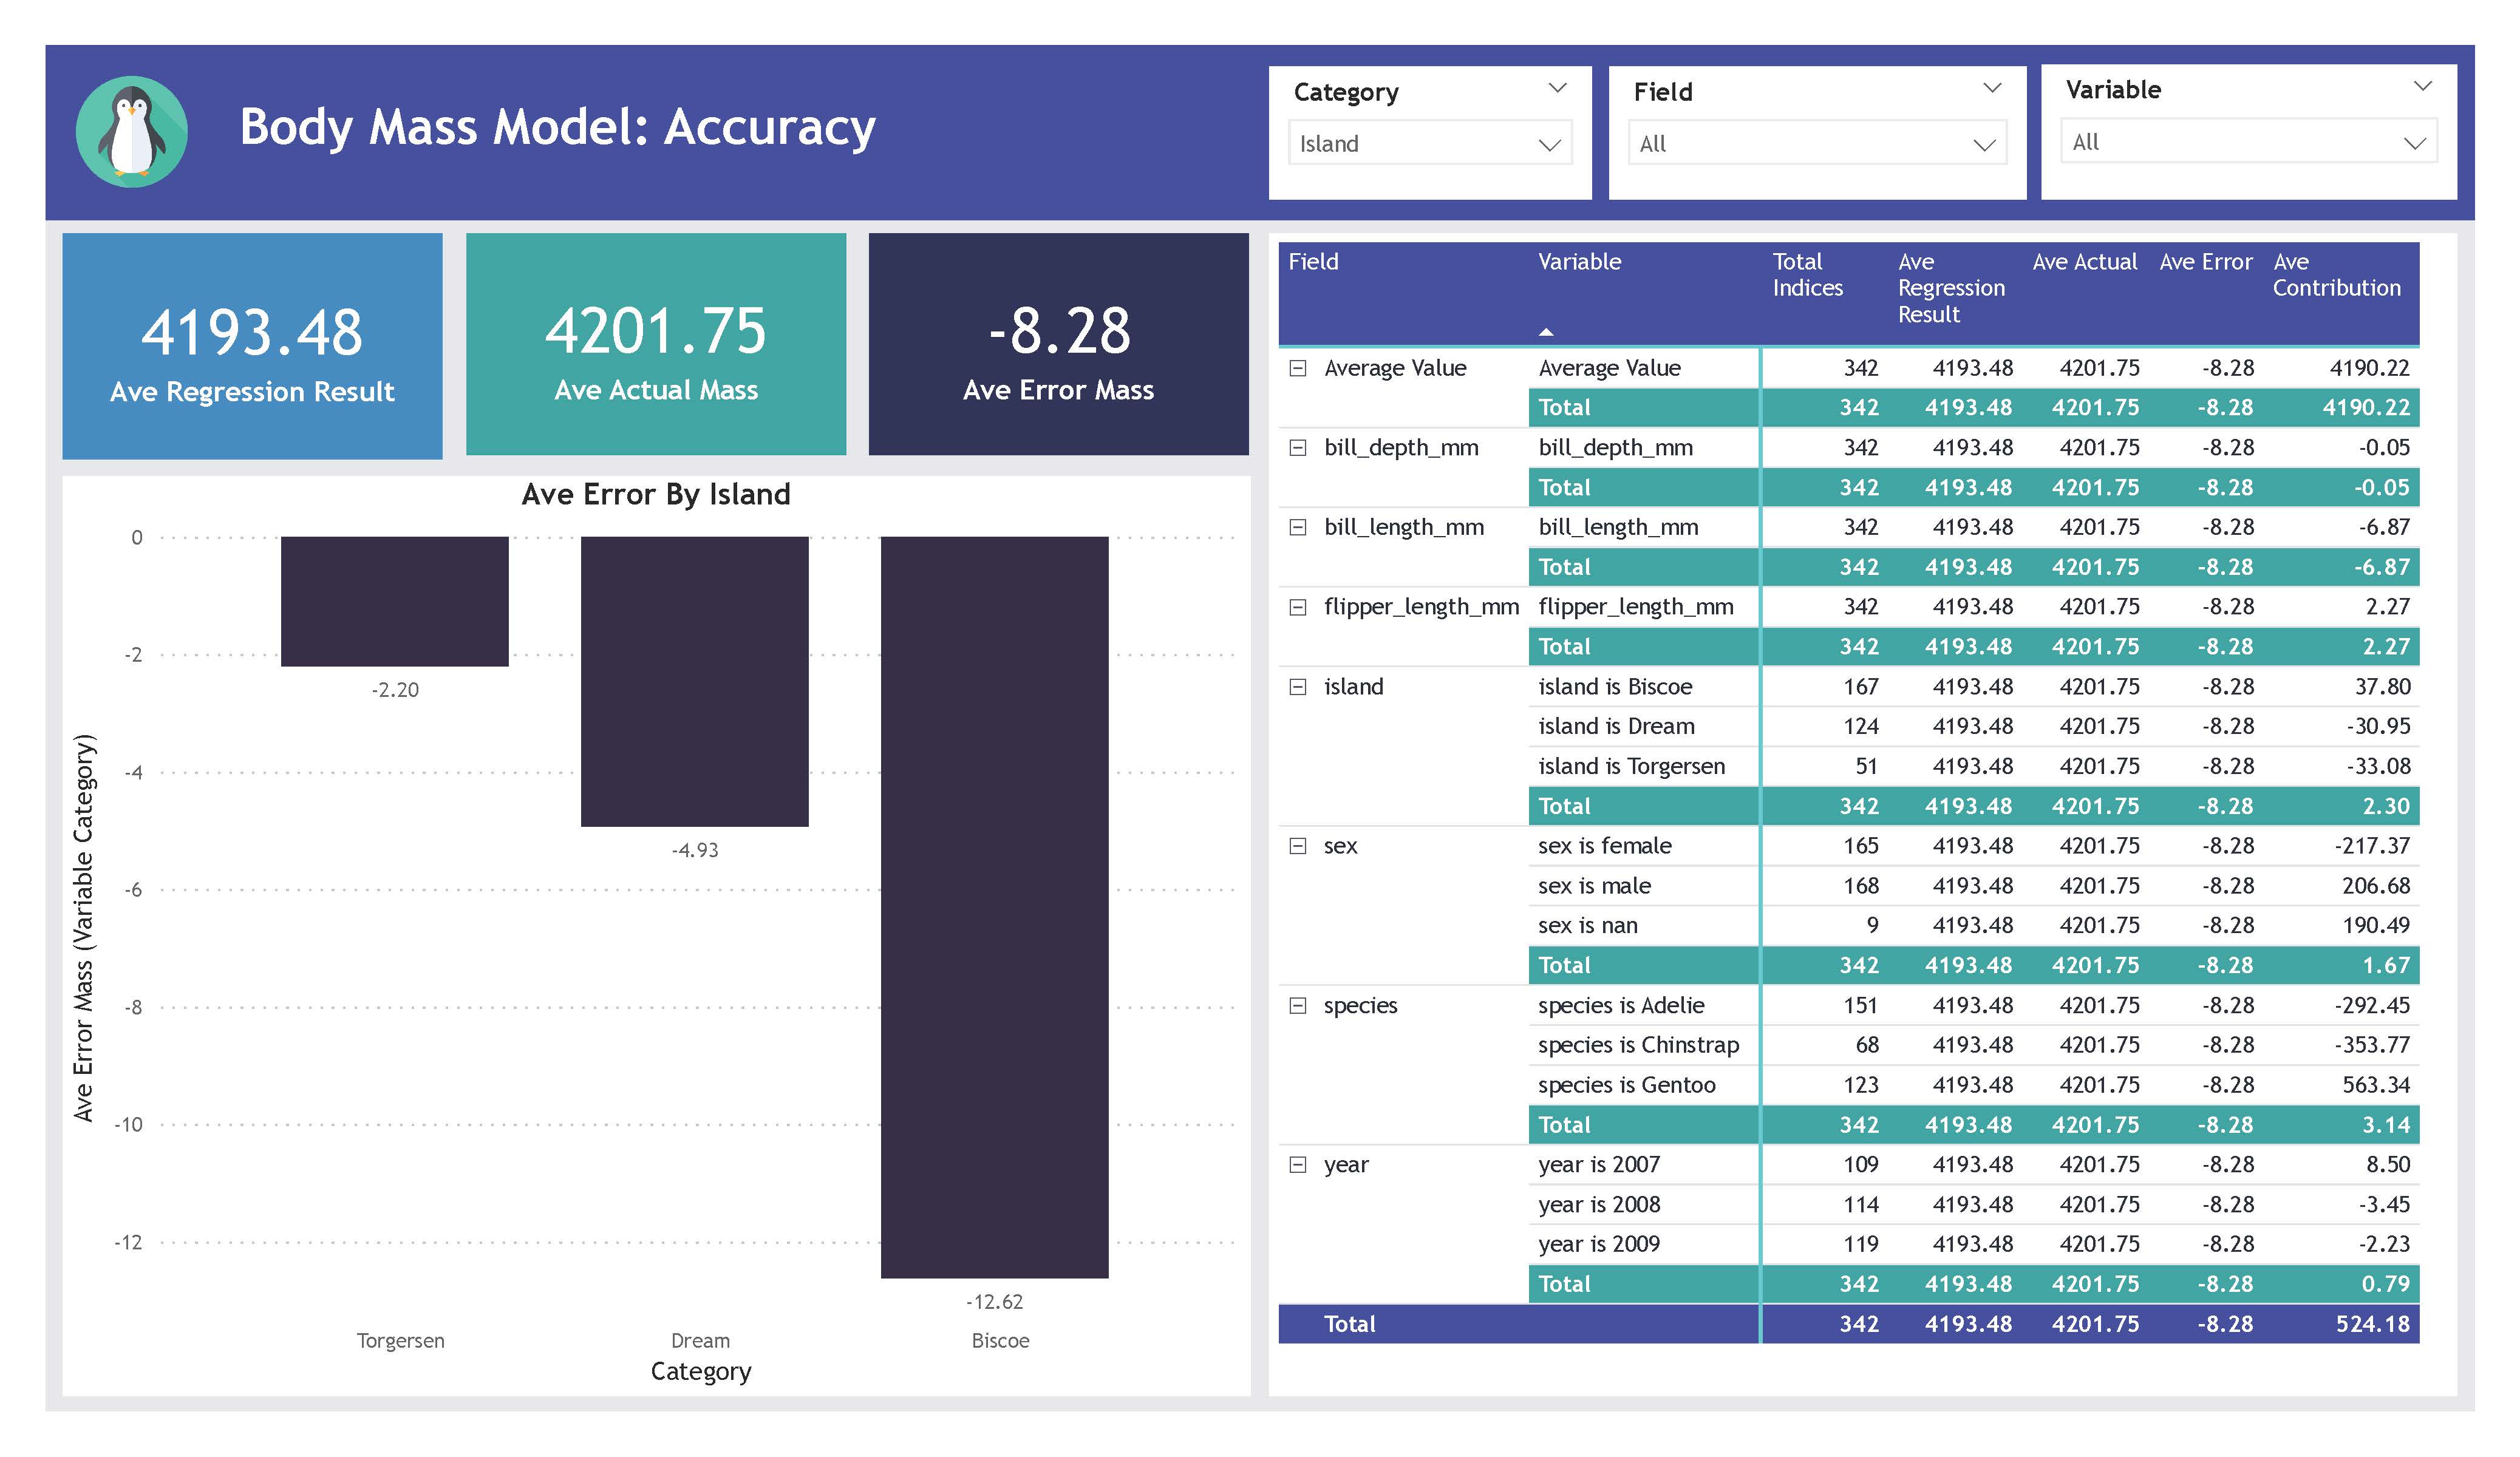 Body Mass Model: Accuracy
Category
Island
Field
All
Variable
All
4193.48
Ave Regression Result
4201.75
Ave Actual Mass
-8.28
Ave Error Mass
Ave Error By Island
0
-2
-4
-6
-8
-10
-12
Ave Error Mass (Variable Category)
-2.20
-4.93
-12.62
Torgersen Dream Biscoe
Category
Field Variable Total Indices Ave Regression Result Ave Actual Ave Error Ave Contribution
Average Value Average Value 342 4193.48 4201.75 -8.28 4190.22
Total 342 4193.48 4201.75 -8.28 4190.22
bill_depth_mm bill_depth_mm 342 4193.48 4201.75 -8.28 -0.05
Total 342 4193.48 4201.75 -8.28 -0.05
bill_length_mm bill_length_mm 342 4193.48 4201.75 -8.28 -6.87
Total 342 4193.48 4201.75 -8.28 -6.87
flipper_length_mm flipper_length_mm 342 4193.48 4201.75 -8.28 2.27
Total 342 4193.48 4201.75 -8.28 2.27
island island is Biscoe 167 4193.48 4201.75 -8.28 37.80
island is Dream 124 4193.48 4201.75 -8.28 -30.95
island is Torgersen 51 4193.48 4201.75 -8.28 -33.08
Total 342 4193.48 4201.75 -8.28 2.30
sex sex is female 165 4193.48 4201.75 -8.28 -217.37
sex is male 168 4193.48 4201.75 -8.28 206.68
sex is nan 9 4193.48 4201.75 -8.28 190.49
Total 342 4193.48 4201.75 -8.28 1.67
species species is Adelie 151 4193.48 4201.75 -8.28 -292.45
species is Chinstrap 68 4193.48 4201.75 -8.28 -353.77
species is Gentoo 123 4193.48 4201.75 -8.28 563.34
Total 342 4193.48 4201.75 -8.28 3.14
year year is 2007 109 4193.48 4201.75 -8.28 8.50
year is 2008 114 4193.48 4201.75 -8.28 -3.45
year is 2009 119 4193.48 4201.75 -8.28 -2.23
Total 342 4193.48 4201.75 -8.28 0.79
Total 342 4193.48 4201.75 -8.28 524.18